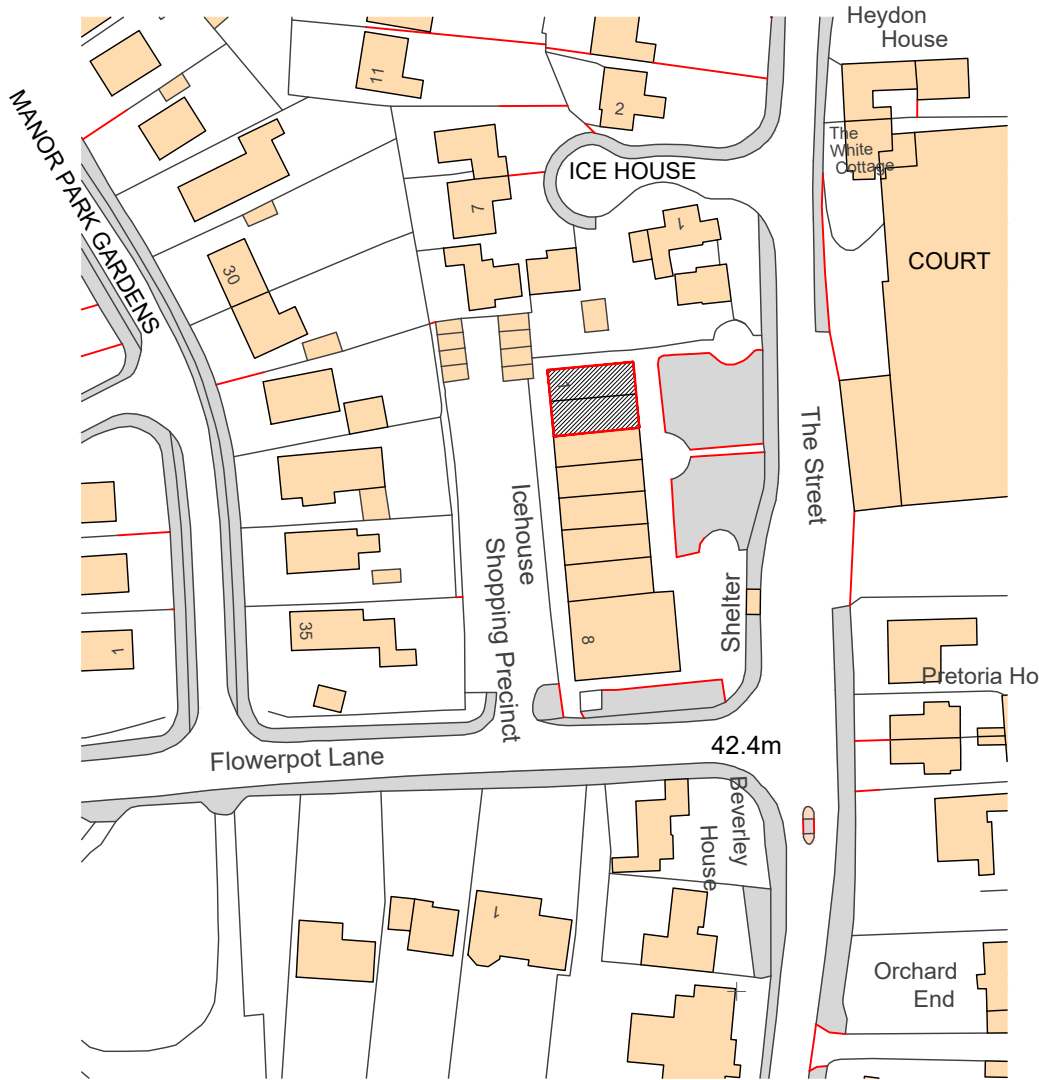 Heydon
House
11
2
MANOR PARK GARDENS
The
White
Cottage
ICE HOUSE
7
1
30
COURT
1
The Street
Icehouse
Shopping Precinct
Shelter
35
8
1
Pretoria Ho
Flowerpot Lane
42.4m
Beverley
House
1
Orchard
End